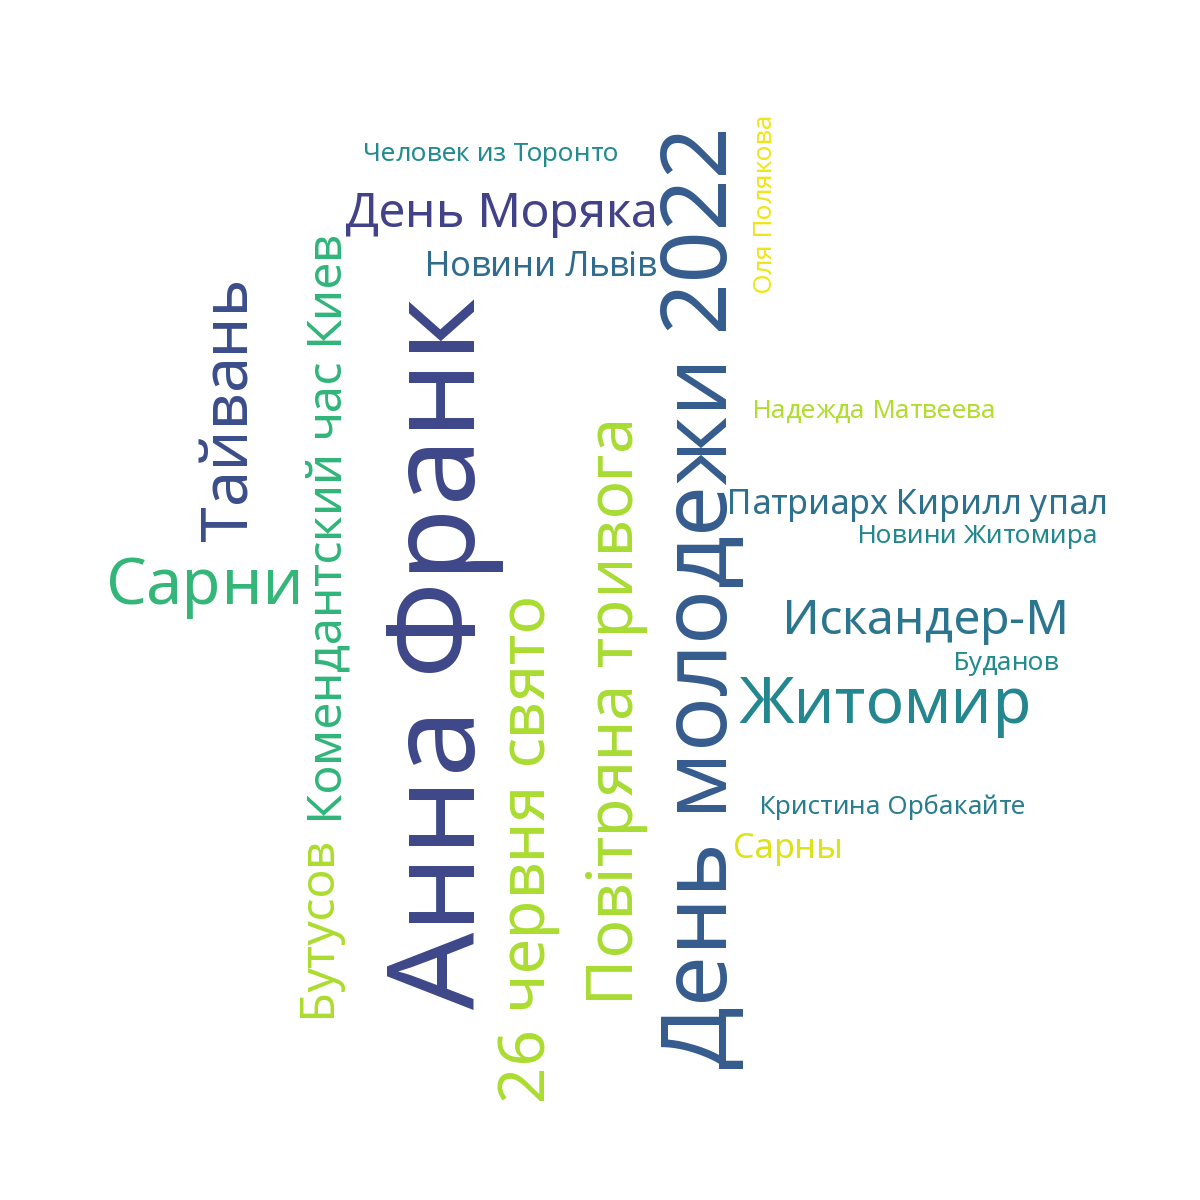 Человек из Торонто
День Моряка
Новини Львів
Оля Полякова
Тайвань
Комендантский час Киев
Анна Франк
День молодежи 2022
Надежда Матвеева
Повітряна тривога
Патриарх Кирилл упал
Новини Житомира
Сарни
26 червня свято
Искандер-М
Буданов
Житомир
Кристина Орбакайте
Сарны
Бутусов